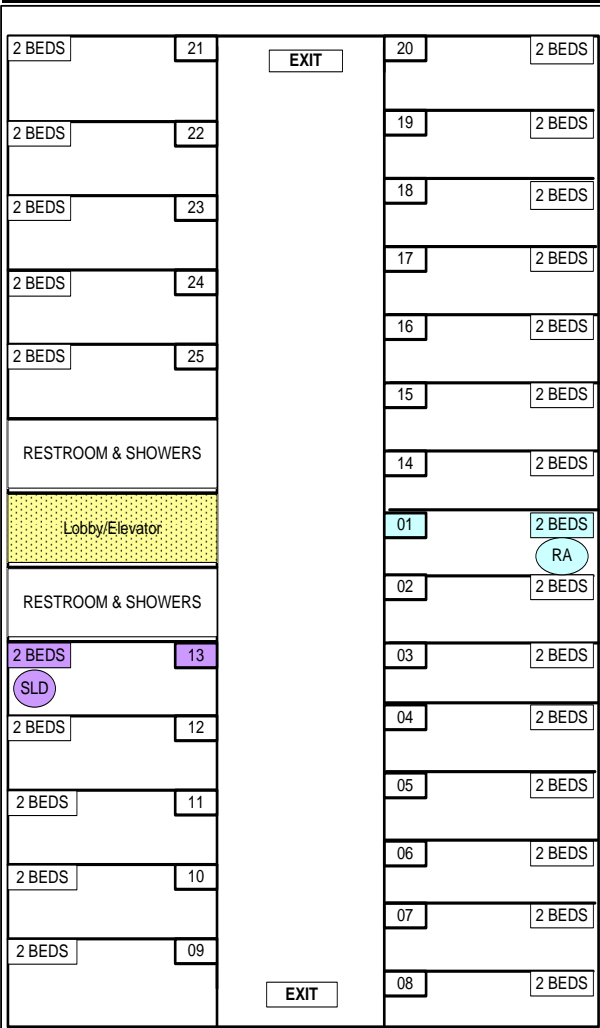 2 BEDS 21
EXIT
20 2 BEDS
2 BEDS 22
19 2 BEDS
2 BEDS 23
18 2 BEDS
2 BEDS 24
17 2 BEDS
2 BEDS 25
16 2 BEDS
15 2 BEDS
RESTROOM & SHOWERS
14 2 BEDS
Lobby/Elevator
01 2 BEDS
RA
RESTROOM & SHOWERS
02 2 BEDS
2 BEDS 13
SLD
03 2 BEDS
2 BEDS 12
04 2 BEDS
2 BEDS 11
05 2 BEDS
2 BEDS 10
06 2 BEDS
2 BEDS 09
07 2 BEDS
EXIT
08 2 BEDS